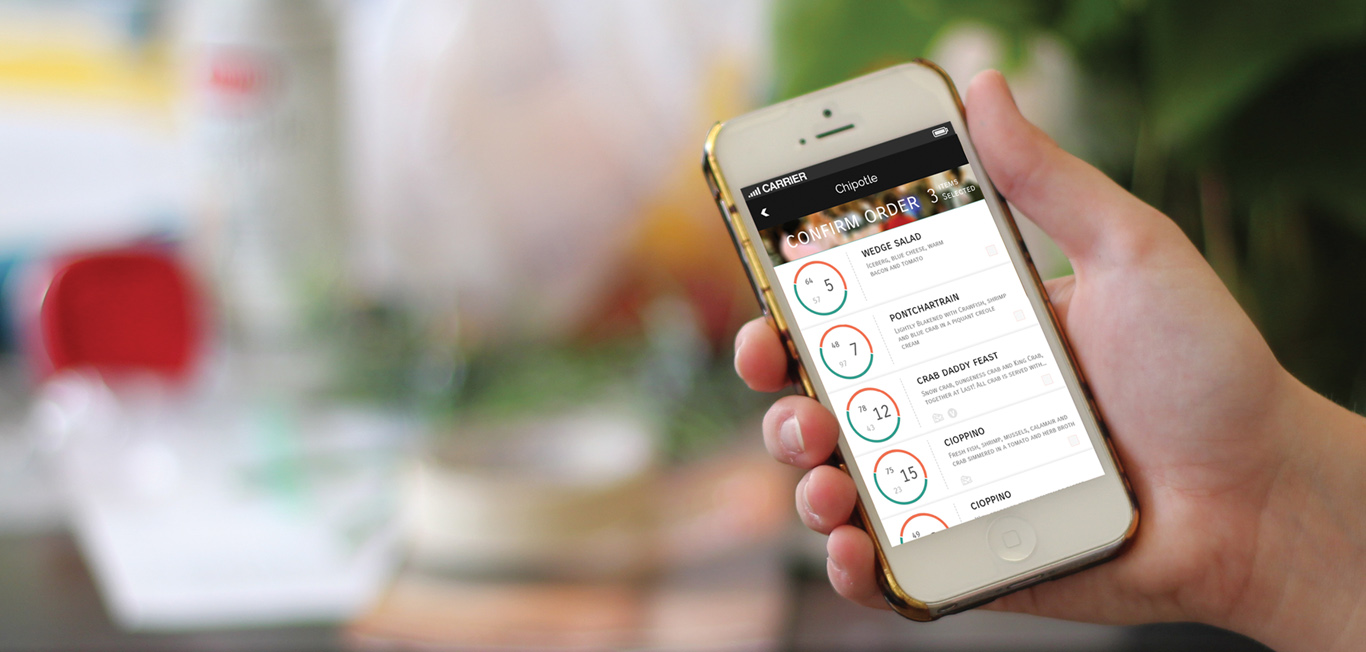 CARRIER
Chipotle
CONFIRM ORDER 3 ITEMS SELECTED
64 5 57
WEDGE SALAD
ICEBERG, BLUE CHEESE, WARM
BACON AND TOMATO
48 7 97
PONTCHARTRAIN
LIGHTLY BLAKENED WITH CRAWFISH, SHRIMP
AND BLUE CRAB IN A PIQUANT CREOLE
CREAM
78 12 43
CRAB DADDY FEAST
SNOW CRAB, DUNGENESS CRAB AND KING CRAB,
TOGETHER AT LAST! ALL CRAB IS SERVED WITH...
75 15 23
CIOPPINO
FRESH FISH, SHRIMP, MUSSELS, CALAMAIR AND
CRAB SIMMERED IN A TOMATO AND HERB BROTH
49
CIOPPINO